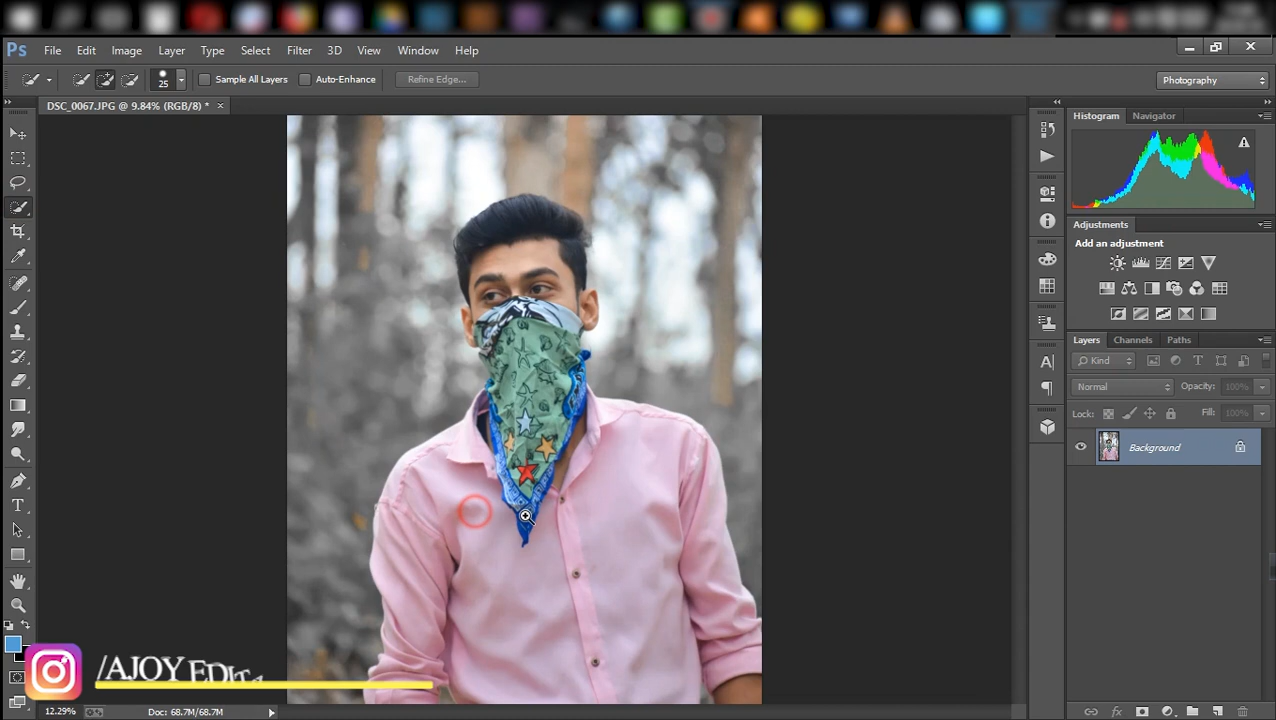 Ps File Edit Image Layer Type Select Filter 3D View Window Help
25 Sample All Layers Auto-Enhance Refine Edge... Photography
DSC_0067.JPG @ 9.84% (RGB/8) * ×
Histogram Navigator
Adjustments
Add an adjustment
Layers Channels Paths
Kind
Normal Opacity: 100%
Lock: Fill: 100%
Background
/AJOY EDIT
12.29% Doc: 68.7M/68.7M